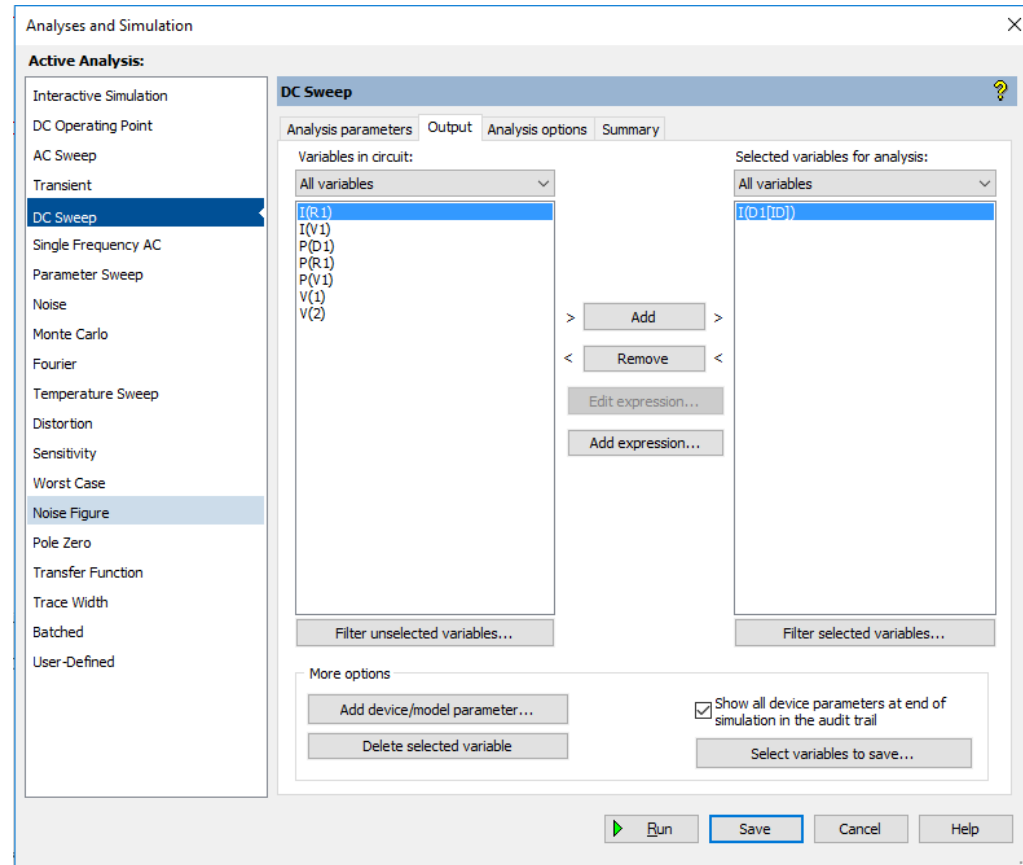 Analyses and Simulation
Active Analysis:
Interactive Simulation
DC Operating Point
AC Sweep
Transient
DC Sweep
Single Frequency AC
Parameter Sweep
Noise
Monte Carlo
Fourier
Temperature Sweep
Distortion
Sensitivity
Worst Case
Noise Figure
Pole Zero
Transfer Function
Trace Width
Batched
User-Defined
DC Sweep
Analysis parameters Output Analysis options Summary
Variables in circuit:
All variables
I(R1)
I(V1)
P(D1)
P(R1)
P(V1)
V(1)
V(2)
Filter unselected variables...
> Add >
< Remove <
Edit expression...
Add expression...
Selected variables for analysis:
All variables
I(D1[ID])
Filter selected variables...
More options
Add device/model parameter...
Delete selected variable
Show all device parameters at end of
simulation in the audit trail
Select variables to save...
Run Save Cancel Help